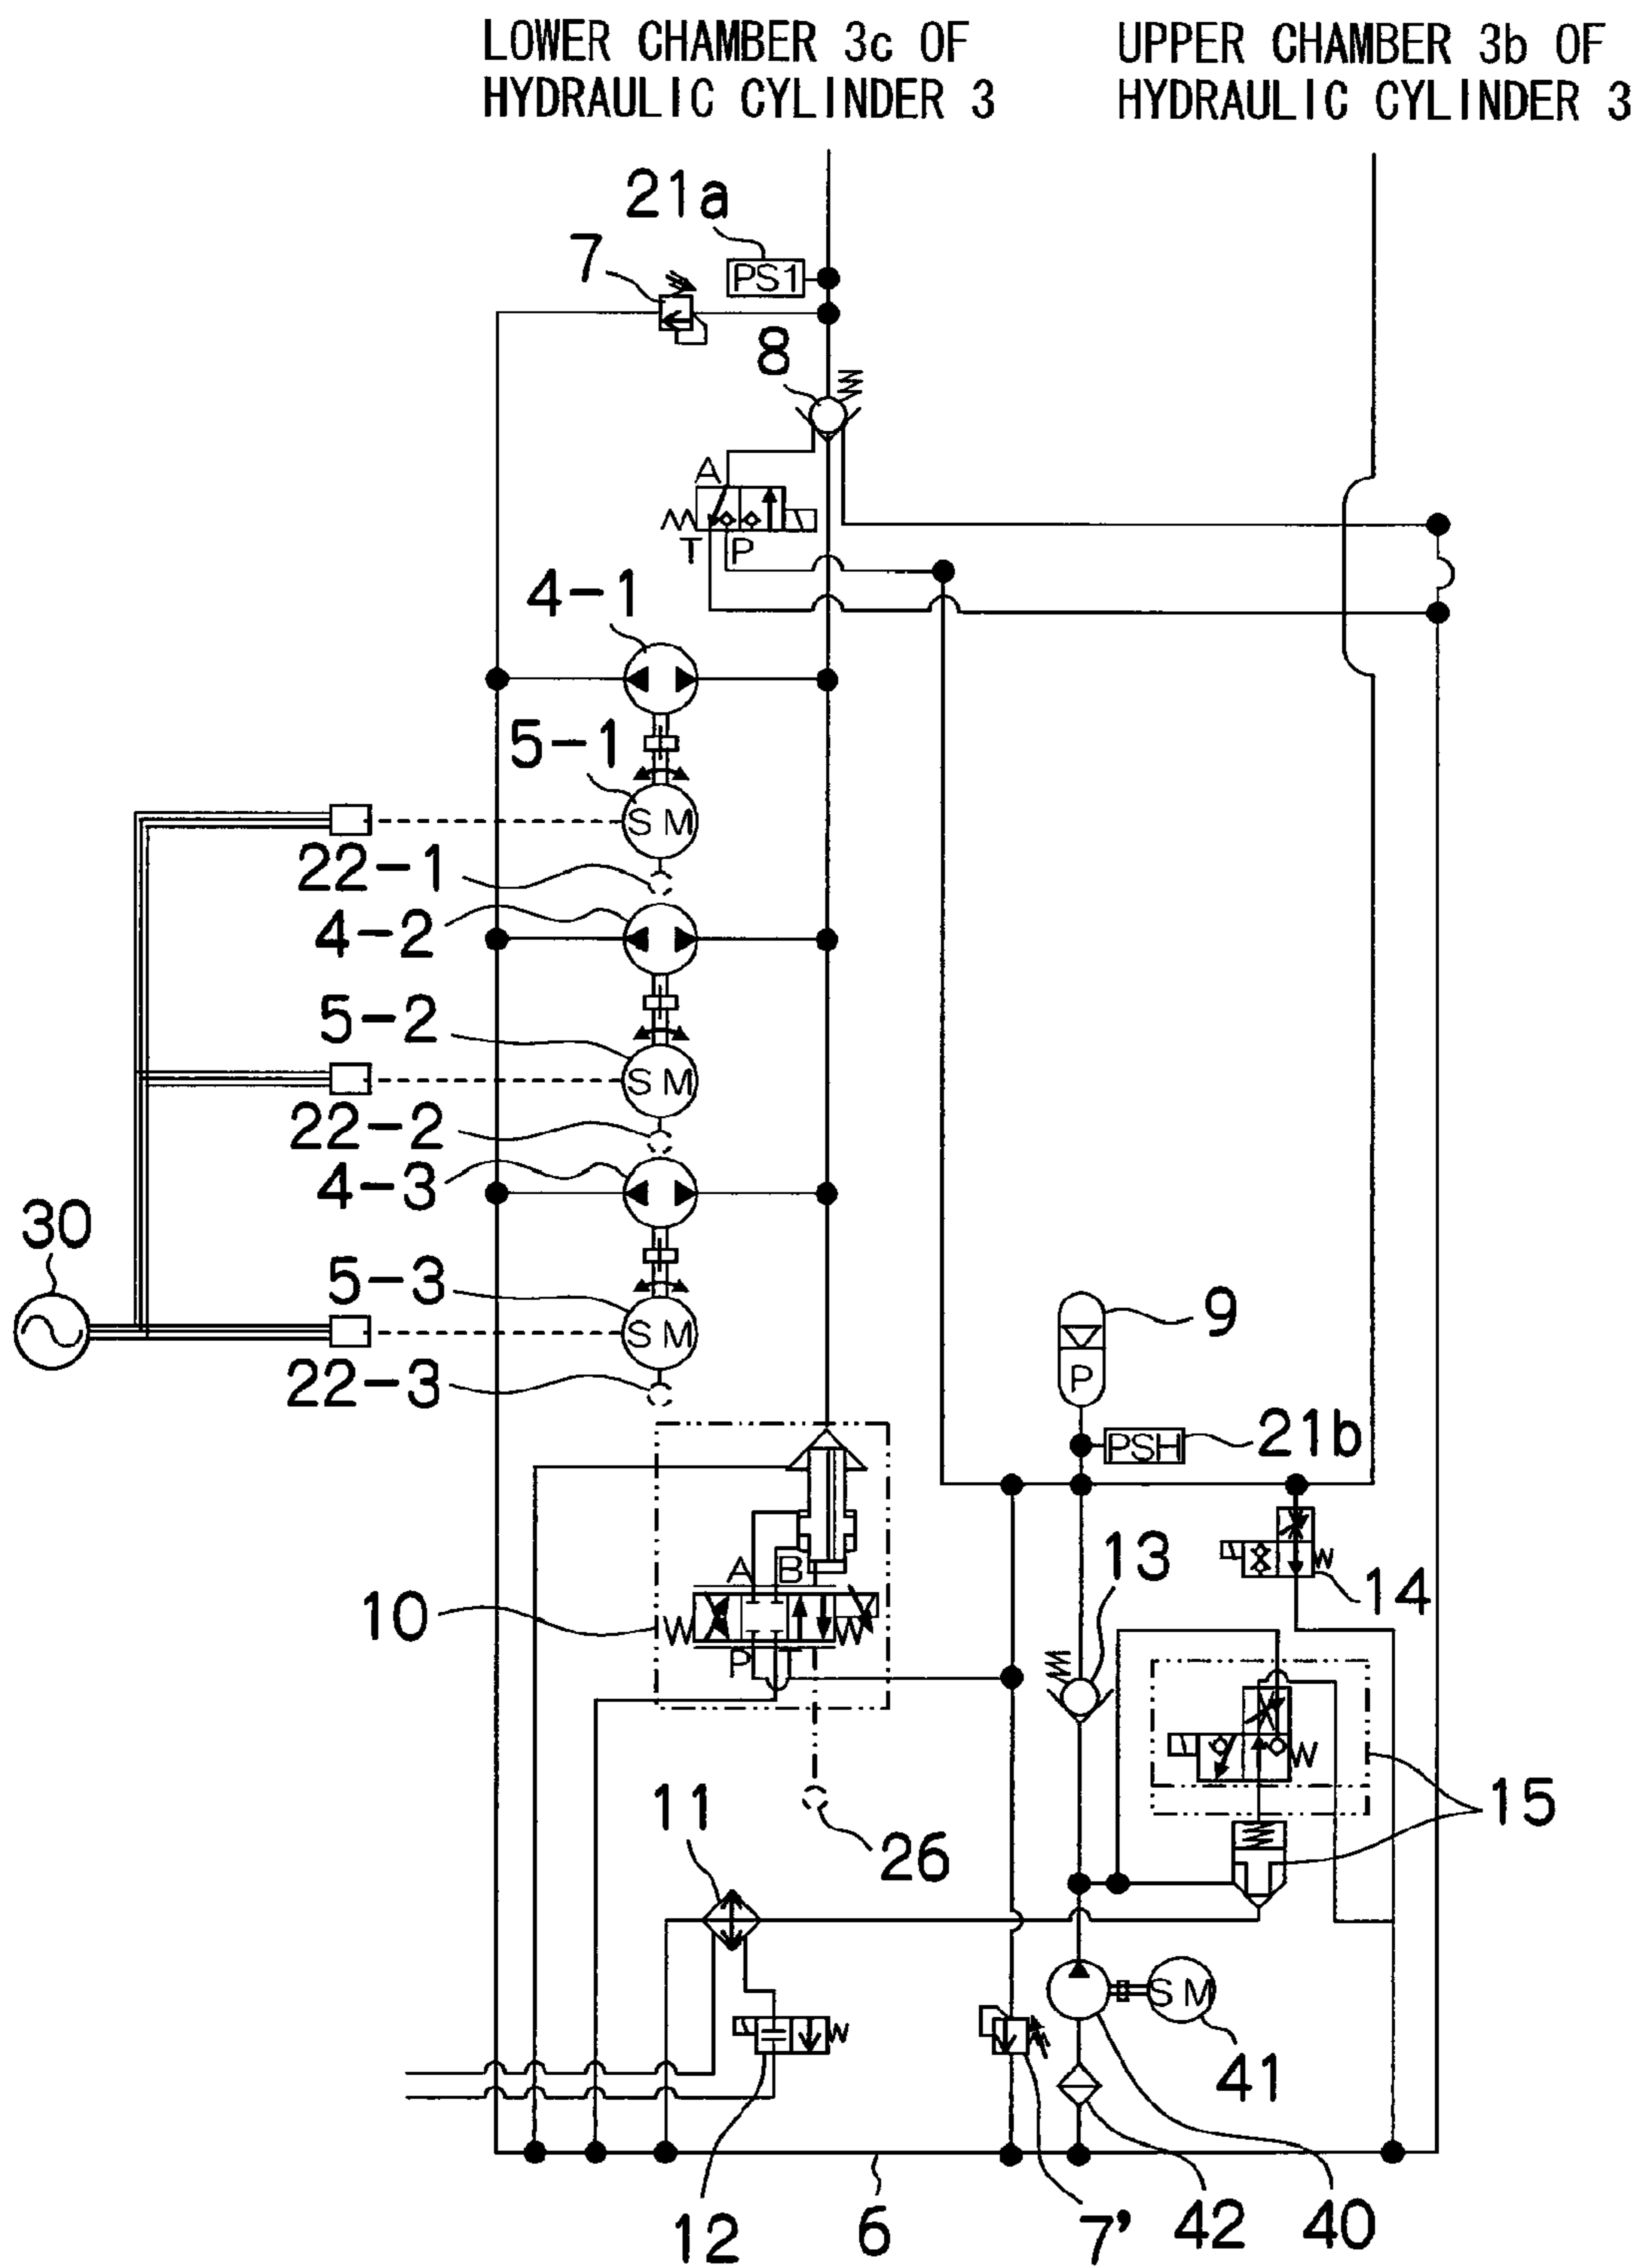 LOWER CHAMBER 3c OF
HYDRAULIC CYLINDER 3
UPPER CHAMBER 3b OF
HYDRAULIC CYLINDER 3
21a
PS1
7
8
A
T P
4-1
5-1
S M
22-1
4-2
5-2
S M
22-2
4-3
30
5-3
S M
22-3
9
P
PSH
21b
13
14
A B
10
P T
15
11
26
S M
41
12
6
7'
42
40